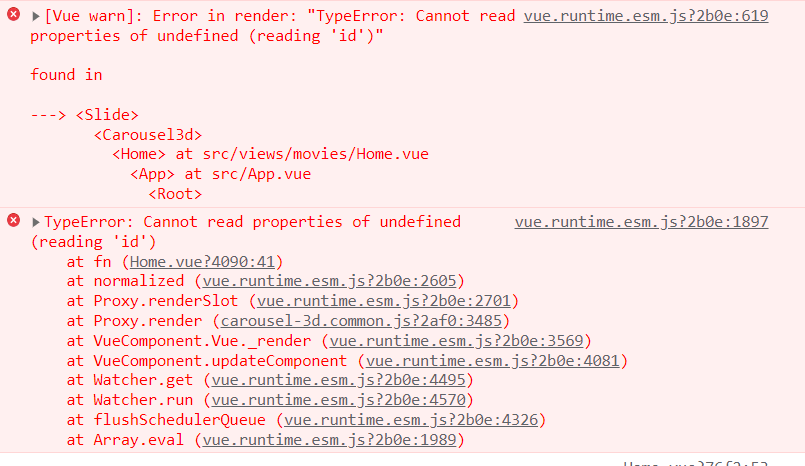 ▶[Vue warn]: Error in render: "TypeError: Cannot read vue.runtime.esm.js?2b0e:619
properties of undefined (reading 'id')"
found in
---> <Slide>
<Carousel3d>
<Home> at src/views/movies/Home.vue
<App> at src/App.vue
<Root>
▶TypeError: Cannot read properties of undefined vue.runtime.esm.js?2b0e:1897
(reading 'id')
at fn (Home.vue?4090:41)
at normalized (vue.runtime.esm.js?2b0e:2605)
at Proxy.renderSlot (vue.runtime.esm.js?2b0e:2701)
at Proxy.render (carousel-3d.common.js?2af0:3485)
at VueComponent.Vue._render (vue.runtime.esm.js?2b0e:3569)
at VueComponent.updateComponent (vue.runtime.esm.js?2b0e:4081)
at Watcher.get (vue.runtime.esm.js?2b0e:4495)
at Watcher.run (vue.runtime.esm.js?2b0e:4570)
at flushSchedulerQueue (vue.runtime.esm.js?2b0e:4326)
at Array.eval (vue.runtime.esm.js?2b0e:1989)